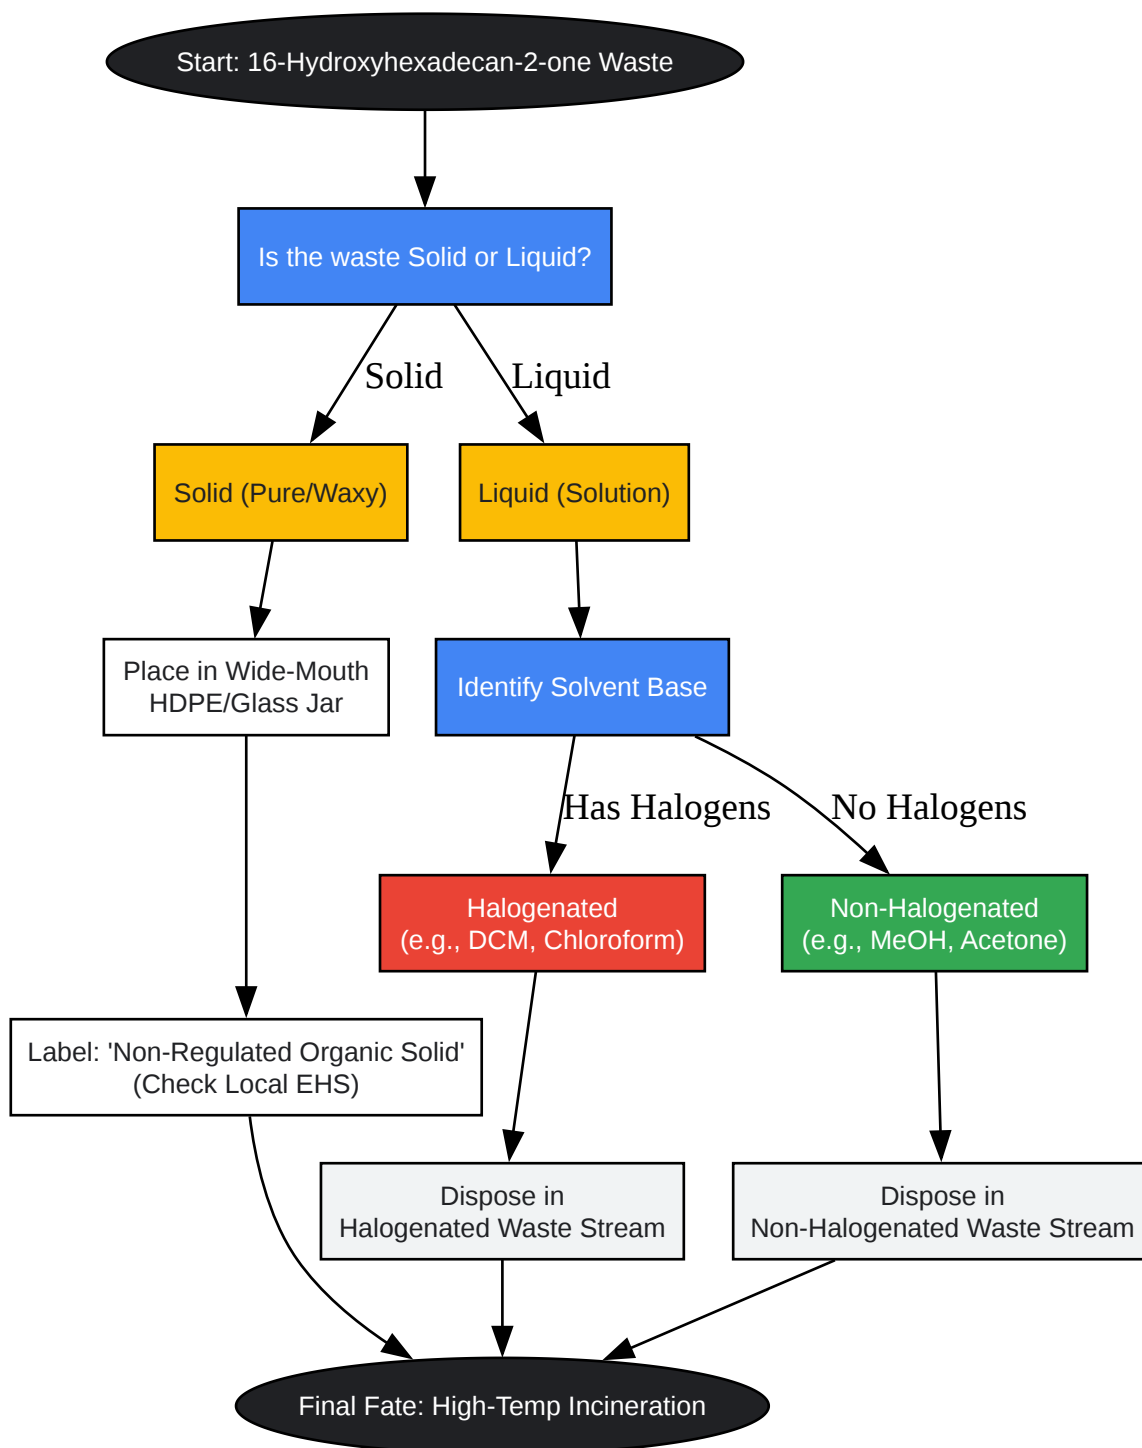 Start: 16-Hydroxyhexadecan-2-one Waste
Is the waste Solid or Liquid?
Solid
Liquid
Solid (Pure/Waxy)
Liquid (Solution)
Place in Wide-Mouth
HDPE/Glass Jar
Identify Solvent Base
Has Halogens
No Halogens
Halogenated
(e.g., DCM, Chloroform)
Non-Halogenated
(e.g., MeOH, Acetone)
Label: 'Non-Regulated Organic Solid'
(Check Local EHS)
Dispose in
Halogenated Waste Stream
Dispose in
Non-Halogenated Waste Stream
Final Fate: High-Temp Incineration